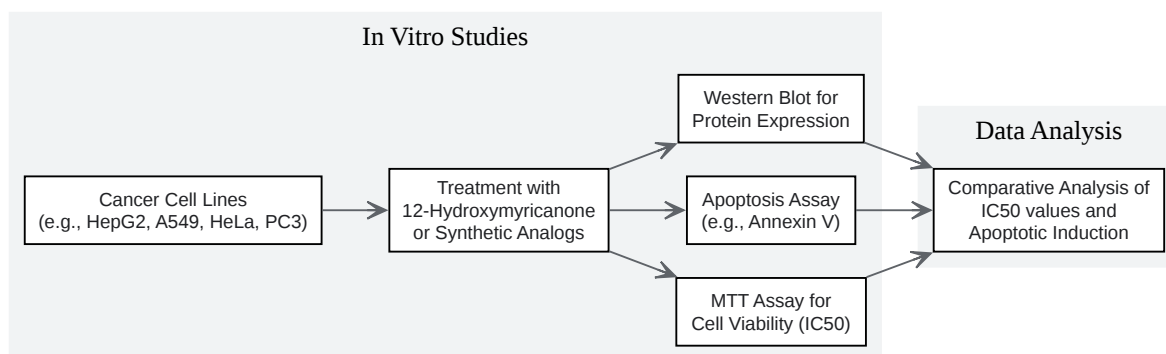 In Vitro Studies
Cancer Cell Lines
(e.g., HepG2, A549, HeLa, PC3)
Treatment with
12-Hydroxymyricanone
or Synthetic Analogs
Western Blot for
Protein Expression
Apoptosis Assay
(e.g., Annexin V)
MTT Assay for
Cell Viability (IC50)
Data Analysis
Comparative Analysis of
IC50 values and
Apoptotic Induction